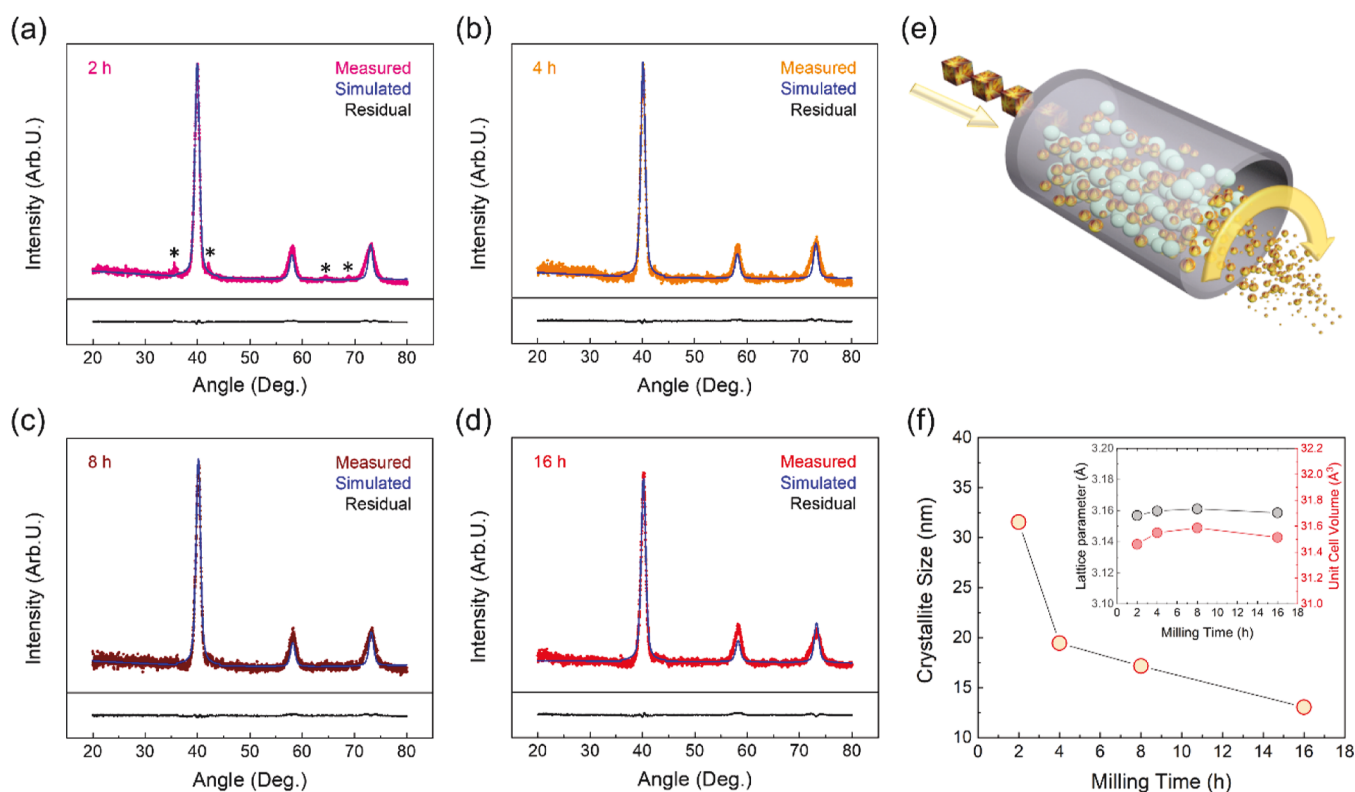 (a)
2 h
Measured
Simulated
Residual
* * * *
Intensity (Arb.U.)
20 30 40 50 60 70 80
Angle (Deg.)
(b)
4 h
Measured
Simulated
Residual
Intensity (Arb.U.)
20 30 40 50 60 70 80
Angle (Deg.)
(e)
(c)
8 h
Measured
Simulated
Residual
Intensity (Arb.U.)
20 30 40 50 60 70 80
Angle (Deg.)
(d)
16 h
Measured
Simulated
Residual
Intensity (Arb.U.)
20 30 40 50 60 70 80
Angle (Deg.)
(f)
Crystallite Size (nm)
40
35
30
25
20
15
10
0 2 4 6 8 10 12 14 16 18
Milling Time (h)
Lattice parameter (Å)
3.20
3.18
3.16
3.14
3.12
3.10
0 2 4 6 8 10 12 14 16 18
Milling Time (h)
32.2
32.0
31.8
31.6
31.4
31.2
31.0
Unit Cell Volume (Å³)